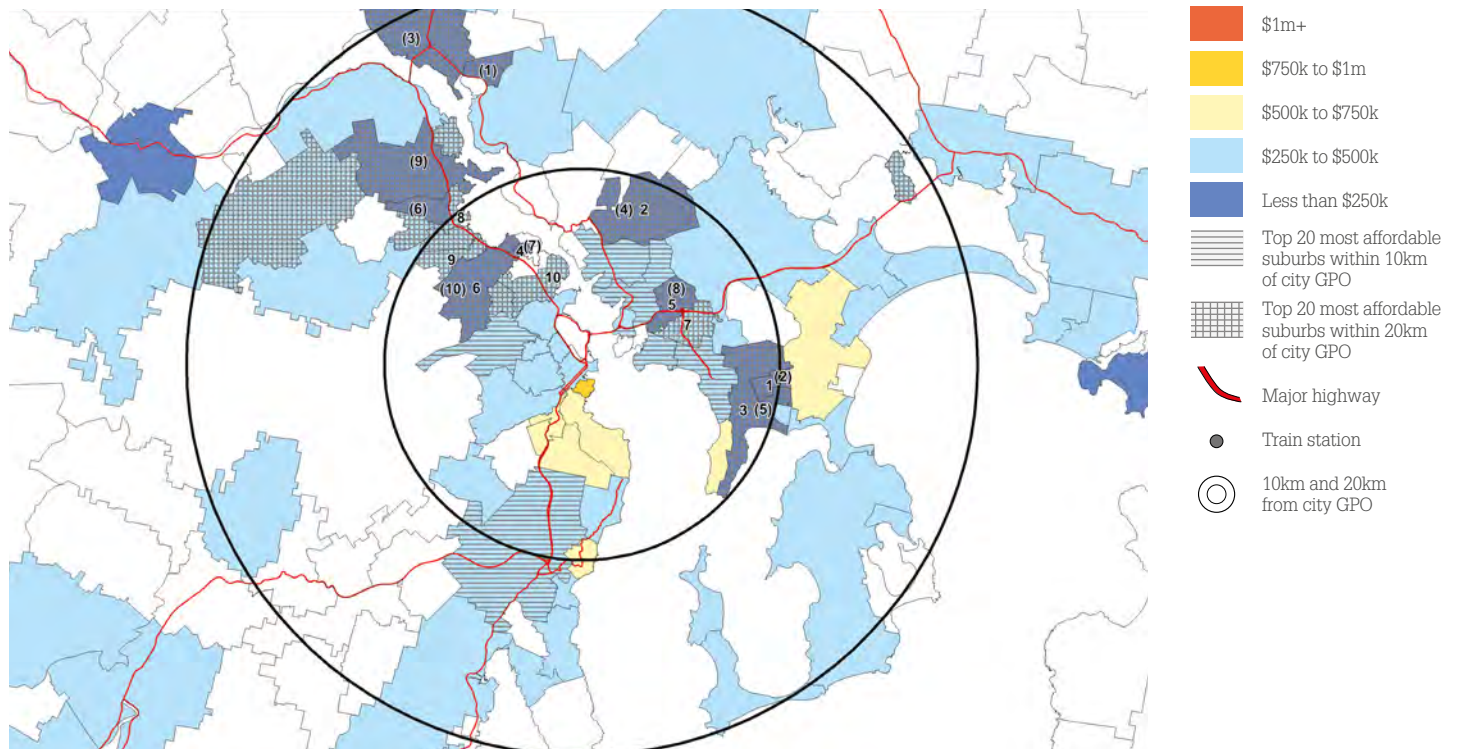 (3)
(1)
(9)
(6)
8
(4) 2
4
(7)
9
10
(10) 6
(8)
5
7
(2)
1
3 (5)
$1m+
$750k to $1m
$500k to $750k
$250k to $500k
Less than $250k
Top 20 most affordable
suburbs within 10km
of city GPO
Top 20 most affordable
suburbs within 20km
of city GPO
Major highway
Train station
10km and 20km
from city GPO